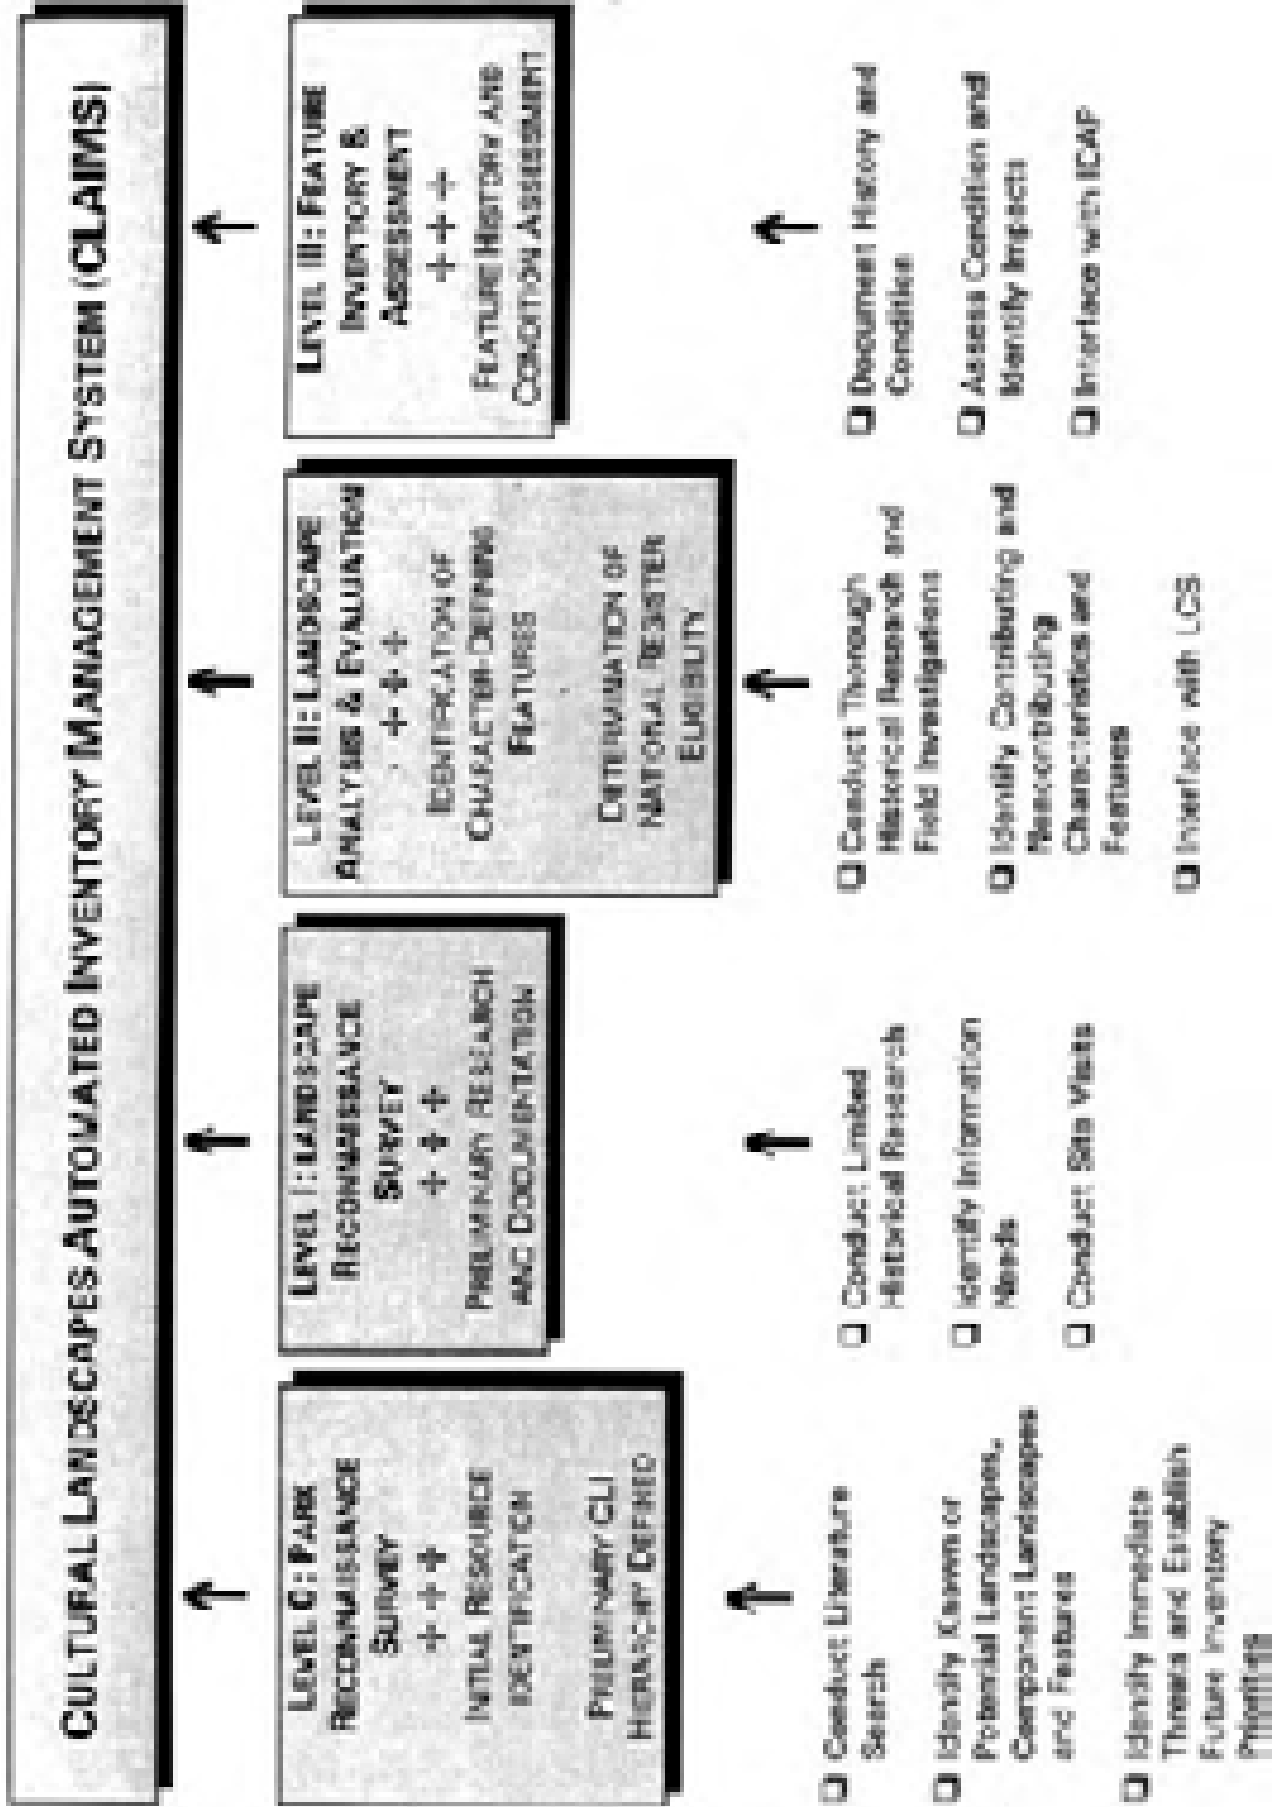 CULTURAL LANDSCAPES AUTOMATED INVENTORY MANAGEMENT SYSTEM (CLAIMS)
LEVEL 0: PARK
RECONNAISSANCE
SURVEY
INITIAL RESOURCE
IDENTIFICATION
PRELIMINARY CLI
HIERARCHY DEFINED
❑ Conduct Literature
Search
❑ Identify Known or
Potential Landscapes,
Component Landscapes
and Features
❑ Identify Immediate
Threats and Establish
Future Inventory
Priorities
LEVEL I: LANDSCAPE
RECONNAISSANCE
SURVEY
PRELIMINARY RESEARCH
AND DOCUMENTATION
❑ Conduct Limited
Historical Research
❑ Identify Information
Needs
❑ Conduct Site Visits
LEVEL II: LANDSCAPE
ANALYSIS & EVALUATION
IDENTIFICATION OF
CHARACTER-DEFINING
FEATURES
DETERMINATION OF
NATIONAL REGISTER
ELIGIBILITY
❑ Conduct Thorough
Historical Research and
Field Investigations
❑ Identify Contributing and
Noncontributing
Characteristics and
Features
❑ Interface with LCS
LEVEL III: FEATURE
INVENTORY &
ASSESSMENT
FEATURE HISTORY AND
CONDITION ASSESSMENT
❑ Document History and
Condition
❑ Assess Condition and
Identify Impacts
❑ Interface with ICAP